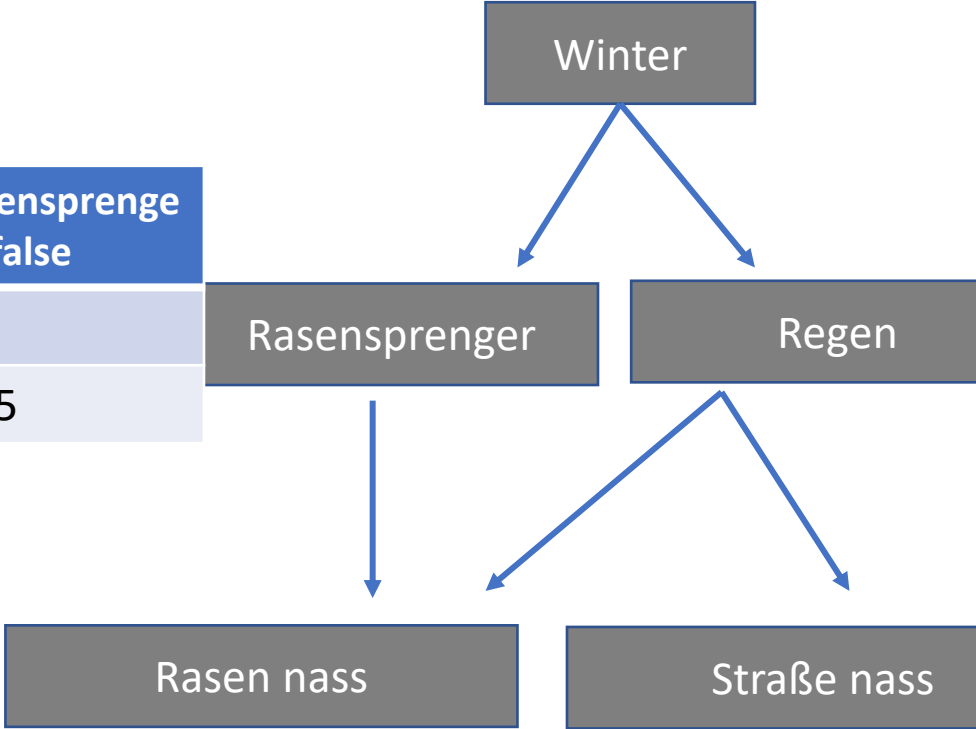 Winter
ensprenge
false
Rasensprenger
Regen
5
Rasen nass
Straße nass